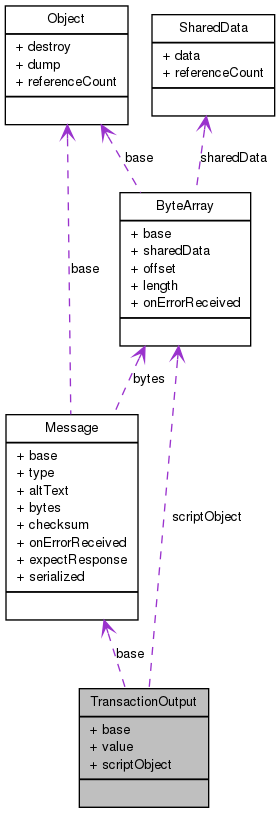 Object
+ destroy
+ dump
+ referenceCount
SharedData
+ data
+ referenceCount
base
sharedData
ByteArray
+ base
+ sharedData
+ offset
+ length
+ onErrorReceived
base
bytes
Message
+ base
+ type
+ altText
+ bytes
+ checksum
+ onErrorReceived
+ expectResponse
+ serialized
scriptObject
base
TransactionOutput
+ base
+ value
+ scriptObject